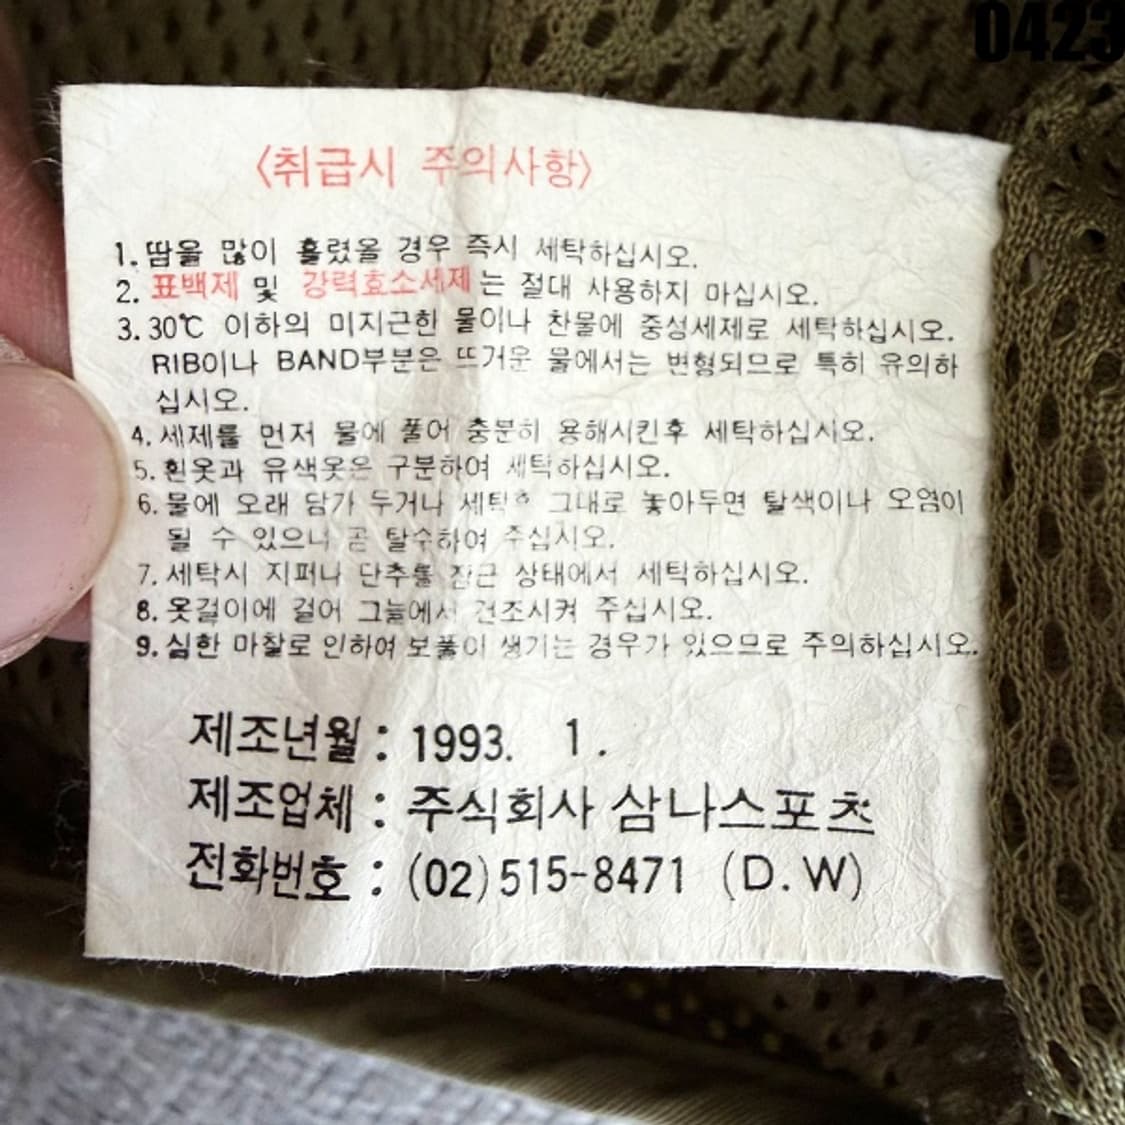 0423
〈취급시 주의사항〉
1. 땀을 많이 흘렸올 경우 즉시 세탁하십시오.
2. 표백제 및 강력효소세제는 절대 사용하지 마십시오.
3. 30℃ 이하의 미지근한 물이나 찬물에 중성세제로 세탁하십시오.
RIB이나 BAND부분은 뜨거운 물에서는 변형되므로 특히 유의하
십시오.
4. 세제를 먼저 물에 풀어 충분히 용해시킨후 세탁하십시오.
5. 흰옷과 유색옷은 구분하여 세탁하십시오.
6. 물에 오래 담가 두거나 세탁후 그대로 놓아두면 탈색이나 오염이
될 수 있으니 곧 탈수하여 주십시오.
7. 세탁시 지퍼나 단추를 잠근 상태에서 세탁하십시오.
8. 옷걸이에 걸어 그늘에서 건조시켜 주십시오.
9. 심한 마찰로 인하여 보풀이 생기는 경우가 있으므로 주의하십시오.
제조년월 : 1993. 1.
제조업체 : 주식회사 삼나스포츠
전화번호 : (02)515-8471 (D.W)